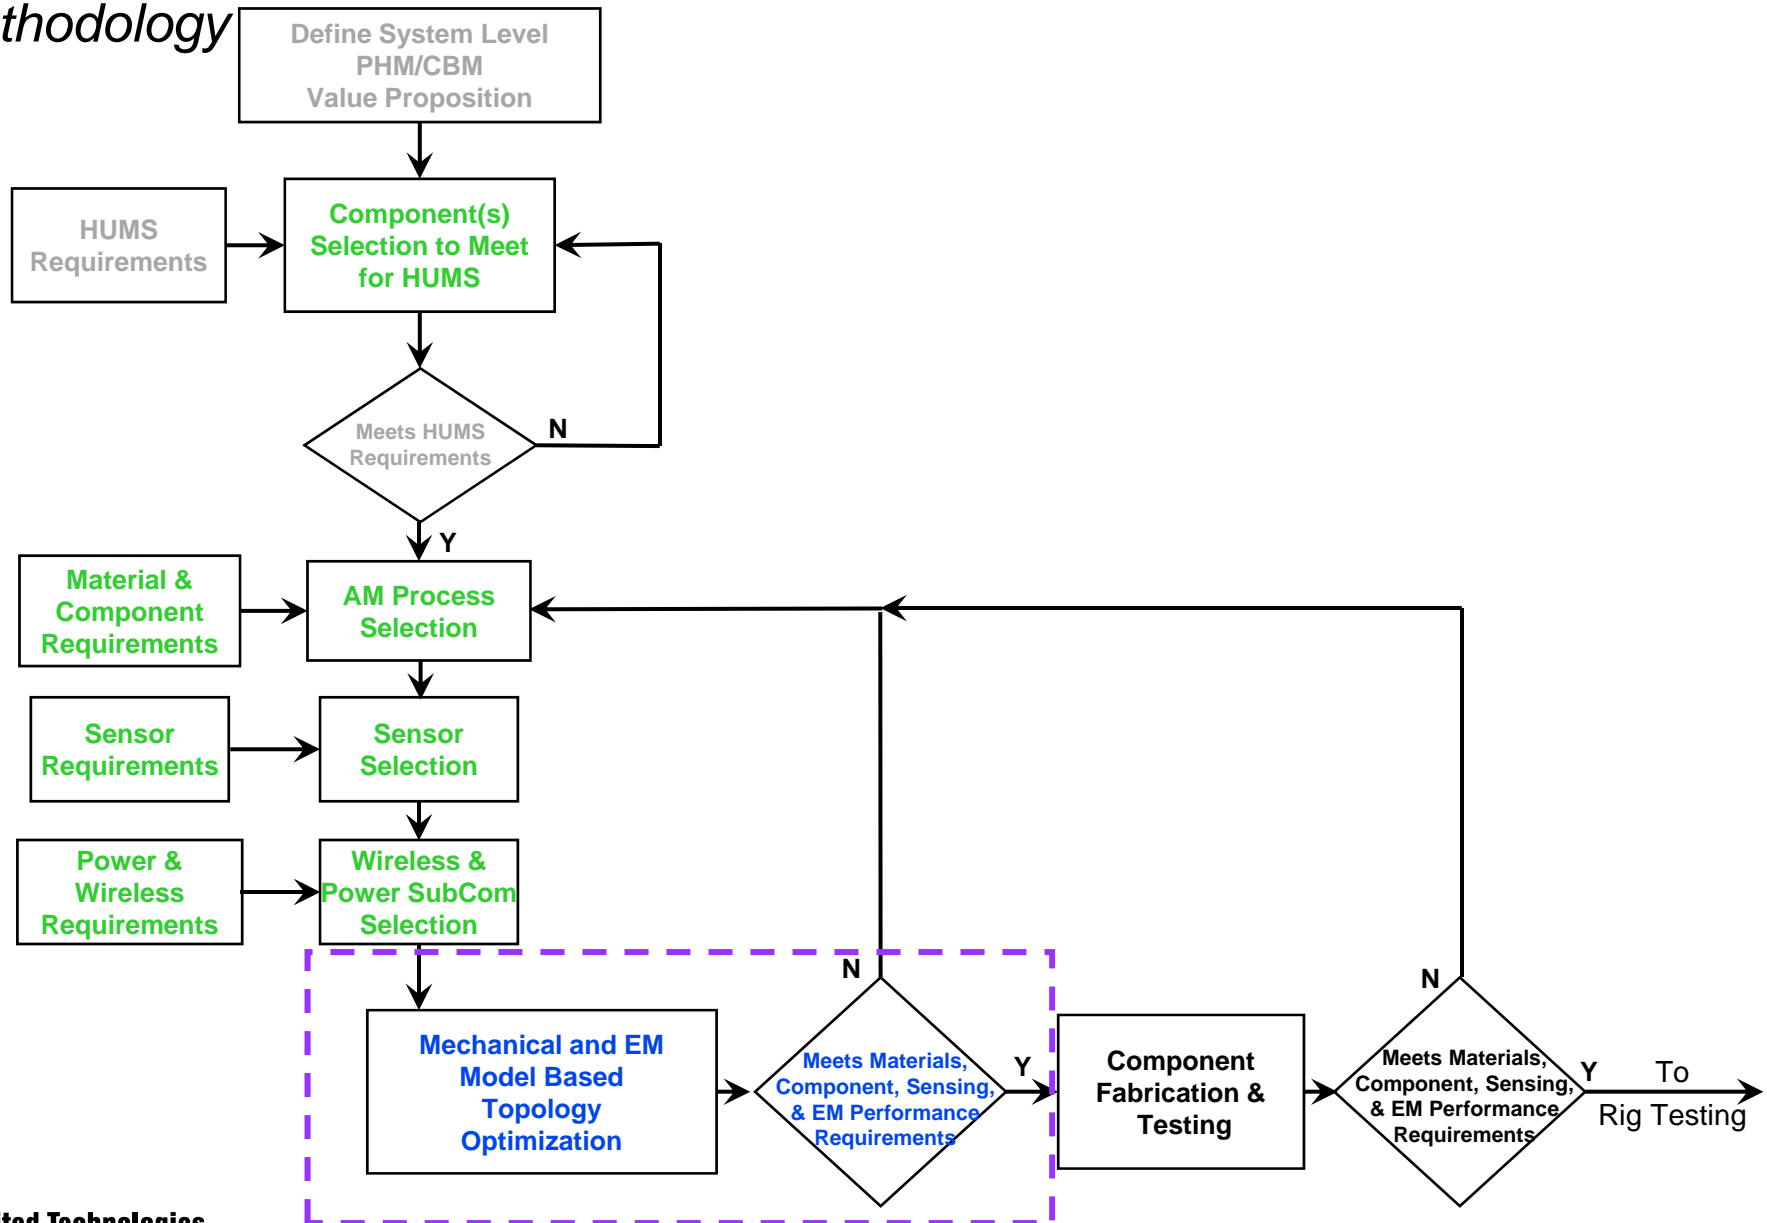 thodology
Define System Level
PHM/CBM
Value Proposition
HUMS
Requirements
Component(s)
Selection to Meet
for HUMS
Meets HUMS
Requirements
N
Y
Material &
Component
Requirements
AM Process
Selection
Sensor
Requirements
Sensor
Selection
Power &
Wireless
Requirements
Wireless &
Power SubCom
Selection
Mechanical and EM
Model Based
Topology
Optimization
N
Meets Materials,
Component, Sensing,
& EM Performance
Requirements
Y
Component
Fabrication &
Testing
N
Meets Materials,
Component, Sensing,
& EM Performance
Requirements
Y
To
Rig Testing
ited Technologies